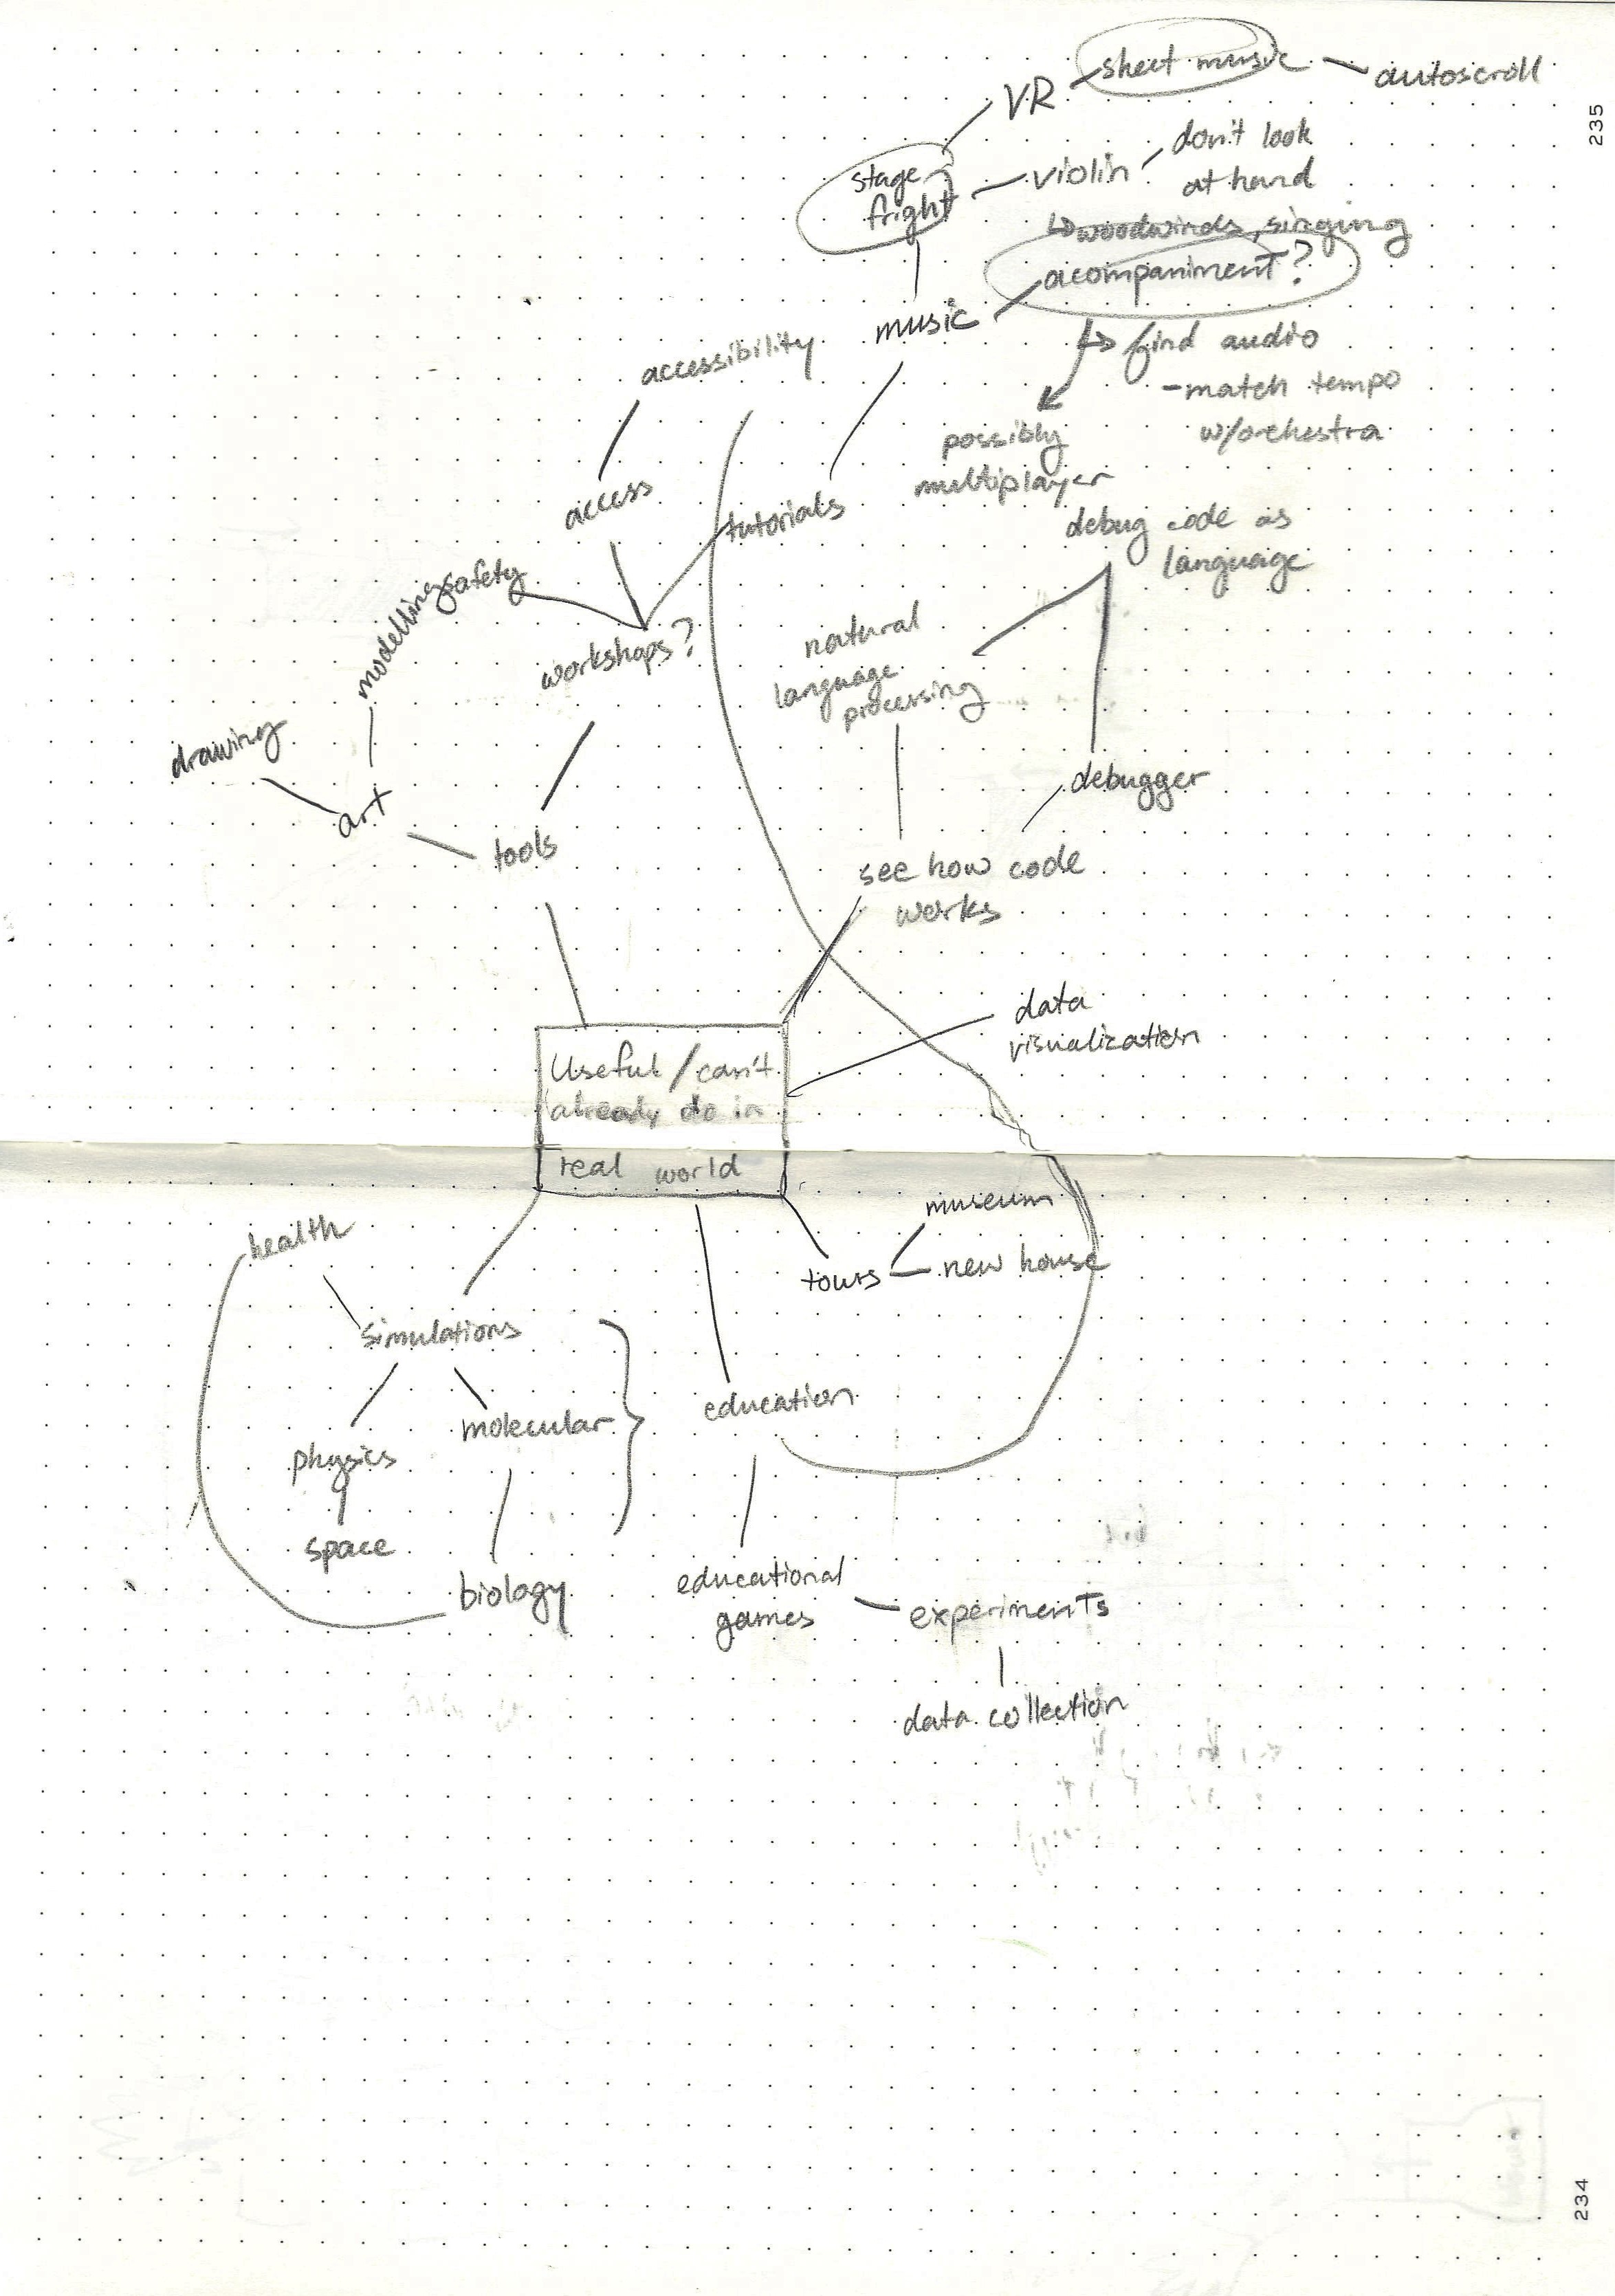 sheet music
autoscroll
VR
235
don't look
at hand
violin
stage
fright
↳woodwinds, singing
acompaniment?
music
accessibility
↳ find audio
-match tempo
w/orchestra
possibly
multiplayer
access
tutorials
debug code as
language
safety
modelling
workshops?
natural
language
processing
drawing
debugger
art
tools
see how code
works
data
visualization
Useful/can't
already do in
real world
museum
tours
new house
health
simulations
education
molecular
physics
space
biology
educational
games
experiments
data collection
234